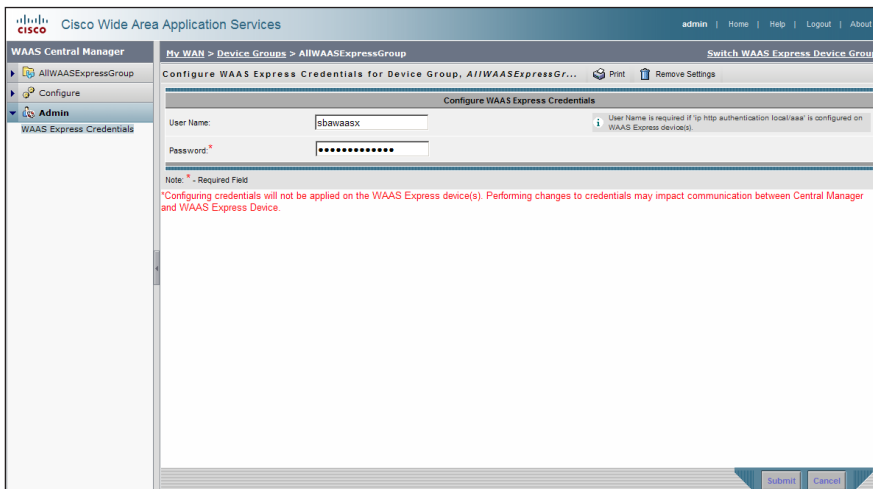 CISCO Cisco Wide Area Application Services admin | Home | Help | Logout | About
WAAS Central Manager
AllWAASExpressGroup
Configure
Admin
WAAS Express Credentials
My WAN > Device Groups > AllWAASExpressGroup Switch WAAS Express Device Group
Configure WAAS Express Credentials for Device Group, AllWAASExpressGr... Print Remove Settings
Configure WAAS Express Credentials
User Name: sbawaasx
User Name is required if 'ip http authentication local/aaa' is configured on
WAAS Express device(s).
Password:* •••••••••••••
Note: * - Required Field
*Configuring credentials will not be applied on the WAAS Express device(s). Performing changes to credentials may impact communication between Central Manager
and WAAS Express Device.
Submit Cancel